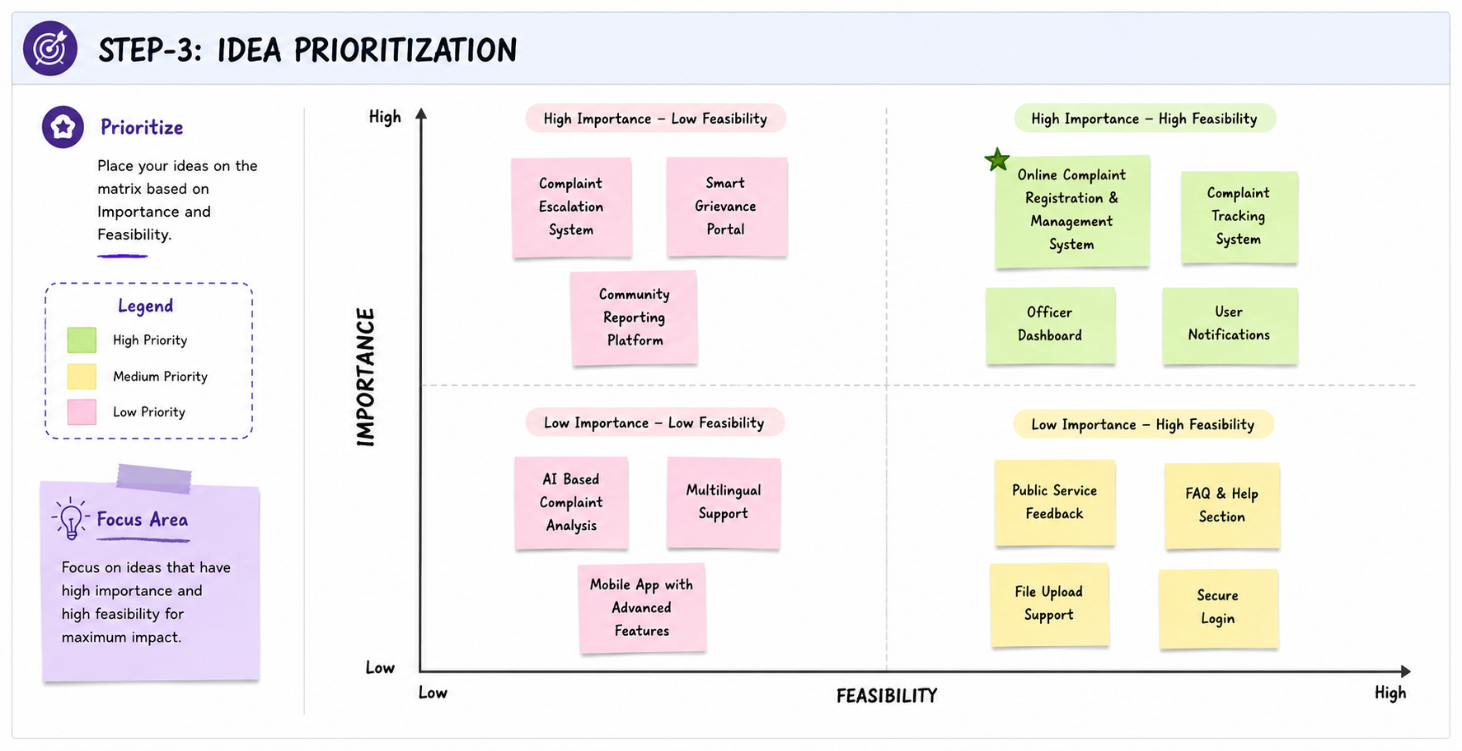 STEP-3: IDEA PRIORITIZATION
Prioritize
Place your ideas on the
matrix based on
Importance and
Feasibility.
Legend
High Priority
Medium Priority
Low Priority
Focus Area
Focus on ideas that have
high importance and
high feasibility for
maximum impact.
High
IMPORTANCE
Low
High Importance – Low Feasibility
Complaint
Escalation
System
Smart
Grievance
Portal
Community
Reporting
Platform
High Importance – High Feasibility
Online Complaint
Registration &
Management
System
Complaint
Tracking
System
Officer
Dashboard
User
Notifications
Low Importance – Low Feasibility
AI Based
Complaint
Analysis
Multilingual
Support
Mobile App with
Advanced
Features
Low Importance – High Feasibility
Public Service
Feedback
FAQ & Help
Section
File Upload
Support
Secure
Login
Low
FEASIBILITY
High